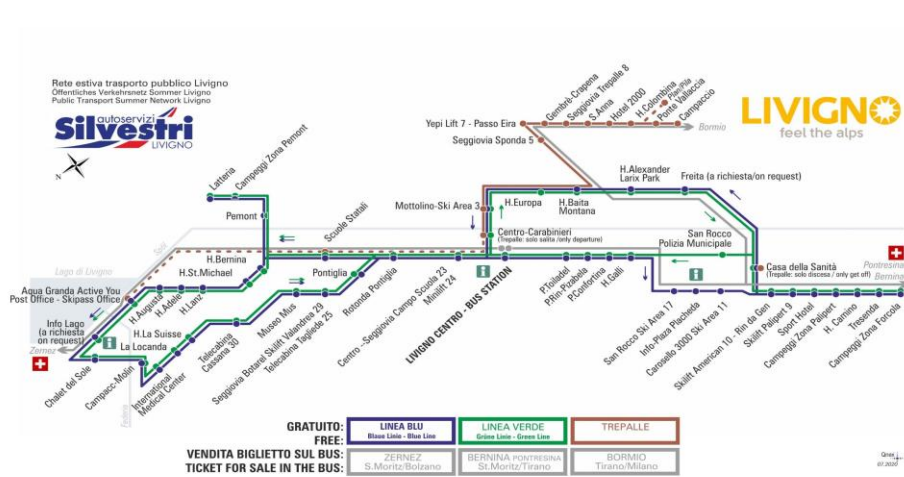 Rete estiva trasporto pubblico Livigno
Öffentliches Verkehrsnetz Sommer Livigno
Public Transport Summer Network Livigno
autoservizi
Silvestri
LIVIGNO
N
LIVIGNO
feel the alps
Yepi Lift 7 - Passo Eira
Seggiovia Sponda 5
Gembrè-Crapena
Seggiovia Trepalle 8
S.Anna
Hotel 2000
H.Colombina
Plan/Pila
Ponte Vallaccia
Campaccio
Bormio
Latteria
Campeggi Zona Pemont
Pemont
Scuole Statali
Mottolino-Ski Area 3
H.Europa
H.Baita
Montana
H.Alexander
Larix Park
Freita (a richiesta/on request)
Centro-Carabinieri
(Trepalle: solo salita /only departure)
San Rocco
Polizia Municipale
Casa della Sanità
(Trepalle: solo discesa / only get off)
Pontresina
Bernina
Spöl
Lago di Livigno
H.Bernina
H.St.Michael
H.Lanz
H.Adele
H.Augusta
Aqua Granda Active You
Post Office - Skipass Office
Info Lago
(a richiesta
on request)
Zernez
Chalet del Sole
Campacc-Molin
La Locanda
H.La Suisse
International
Medical Center
Telecabina
Cassana 30
Museo Mus
Seggiovia Botarel Skilift Valandrea 29
Telecabina Tagliede 25
Pontiglia
Rotonda Pontiglia
Centro -Seggiovia Campo Scuola 23
Minilift 24
LIVIGNO CENTRO - BUS STATION
P.Toiladel
P.Rin-Pizabela
P.Confortina
H.Galli
San Rocco Ski Area 17
Info-Plaza Placheda
Carosello 3000 Ski Area 11
Skilift American 10 - Rin da Gen
Skilift Palipert 9
Sport Hotel
Campeggi Zona Palipert
H. Camino
Tresenda
Campeggi Zona Forcola
GRATUITO:
FREE:
LINEA BLU
Blaue Linie - Blue Line
LINEA VERDE
Grüne Linie - Green Line
TREPALLE
VENDITA BIGLIETTO SUL BUS:
TICKET FOR SALE IN THE BUS:
ZERNEZ
S.Moritz/Bolzano
BERNINA PONTRESINA
St.Moritz/Tirano
BORMIO
Tirano/Milano
07.2020